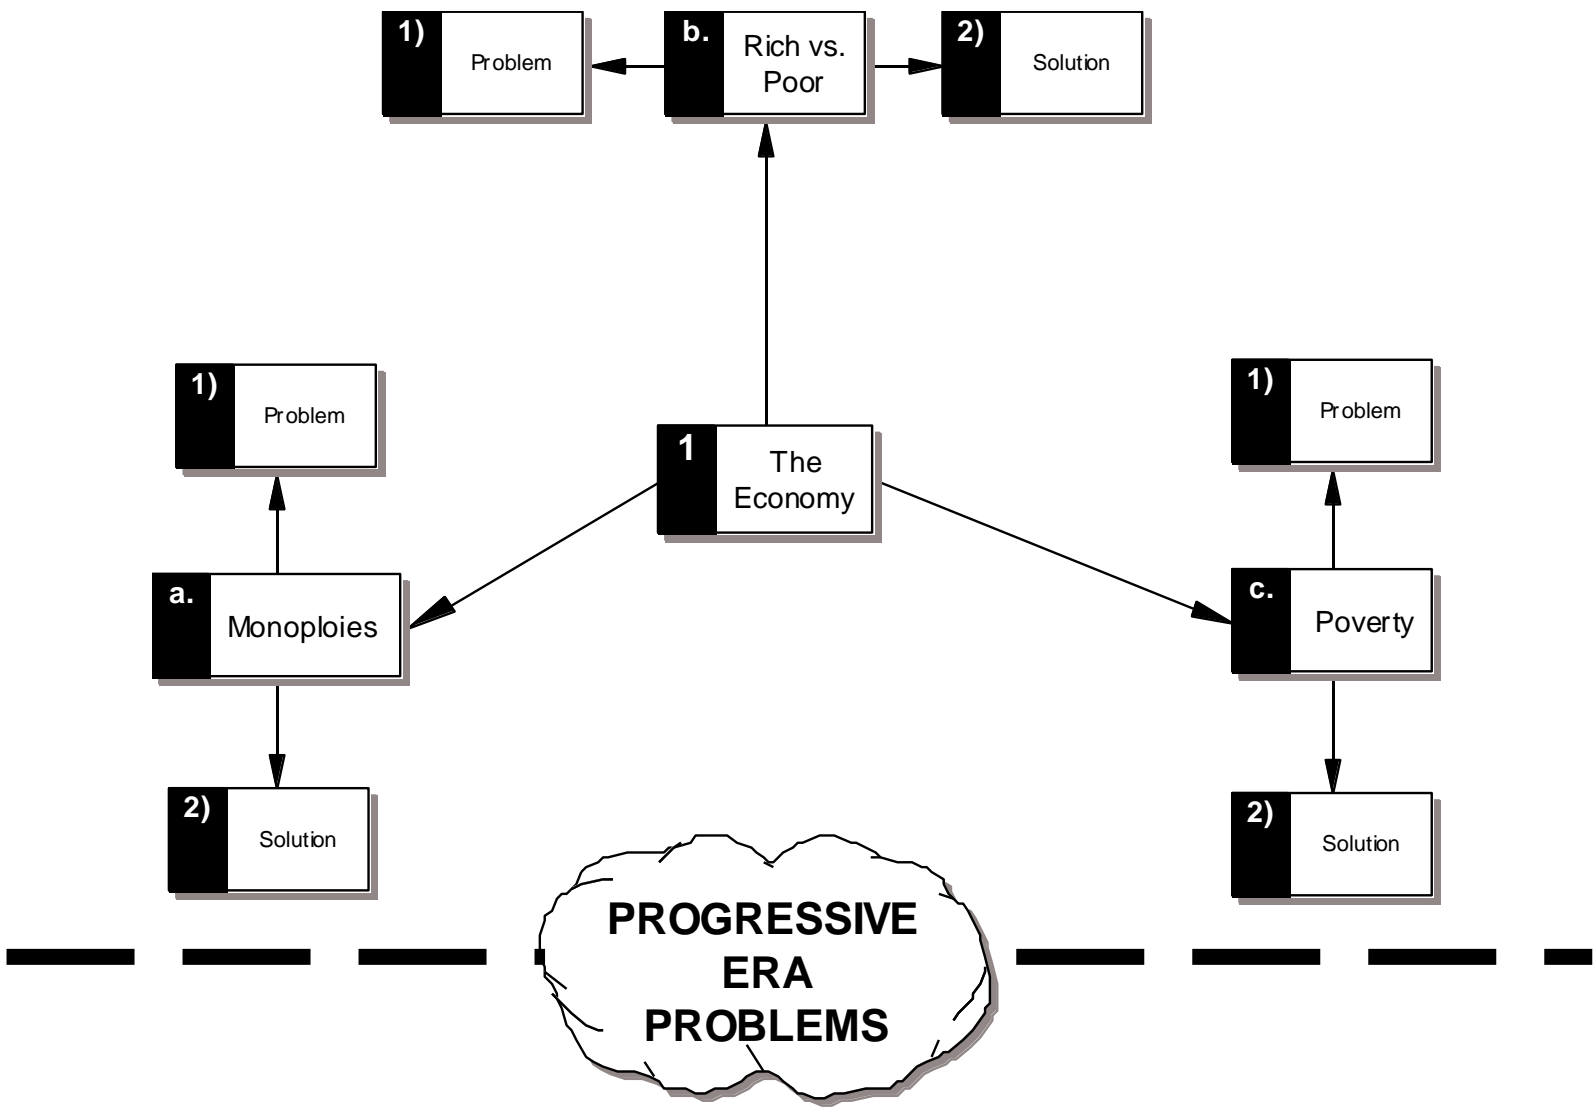 1)
Problem
b.
Rich vs.
Poor
2)
Solution
1)
Problem
1
The
Economy
1)
Problem
a.
Monoploies
c.
Poverty
2)
Solution
2)
Solution
PROGRESSIVE
ERA
PROBLEMS